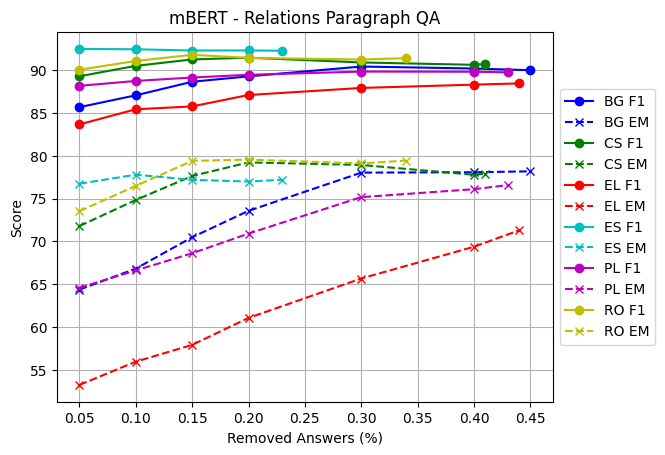 mBERT - Relations Paragraph QA
Score
90
85
80
75
70
65
60
55
0.05 0.10 0.15 0.20 0.25 0.30 0.35 0.40 0.45
Removed Answers (%)
BG F1
BG EM
CS F1
CS EM
EL F1
EL EM
ES F1
ES EM
PL F1
PL EM
RO F1
RO EM